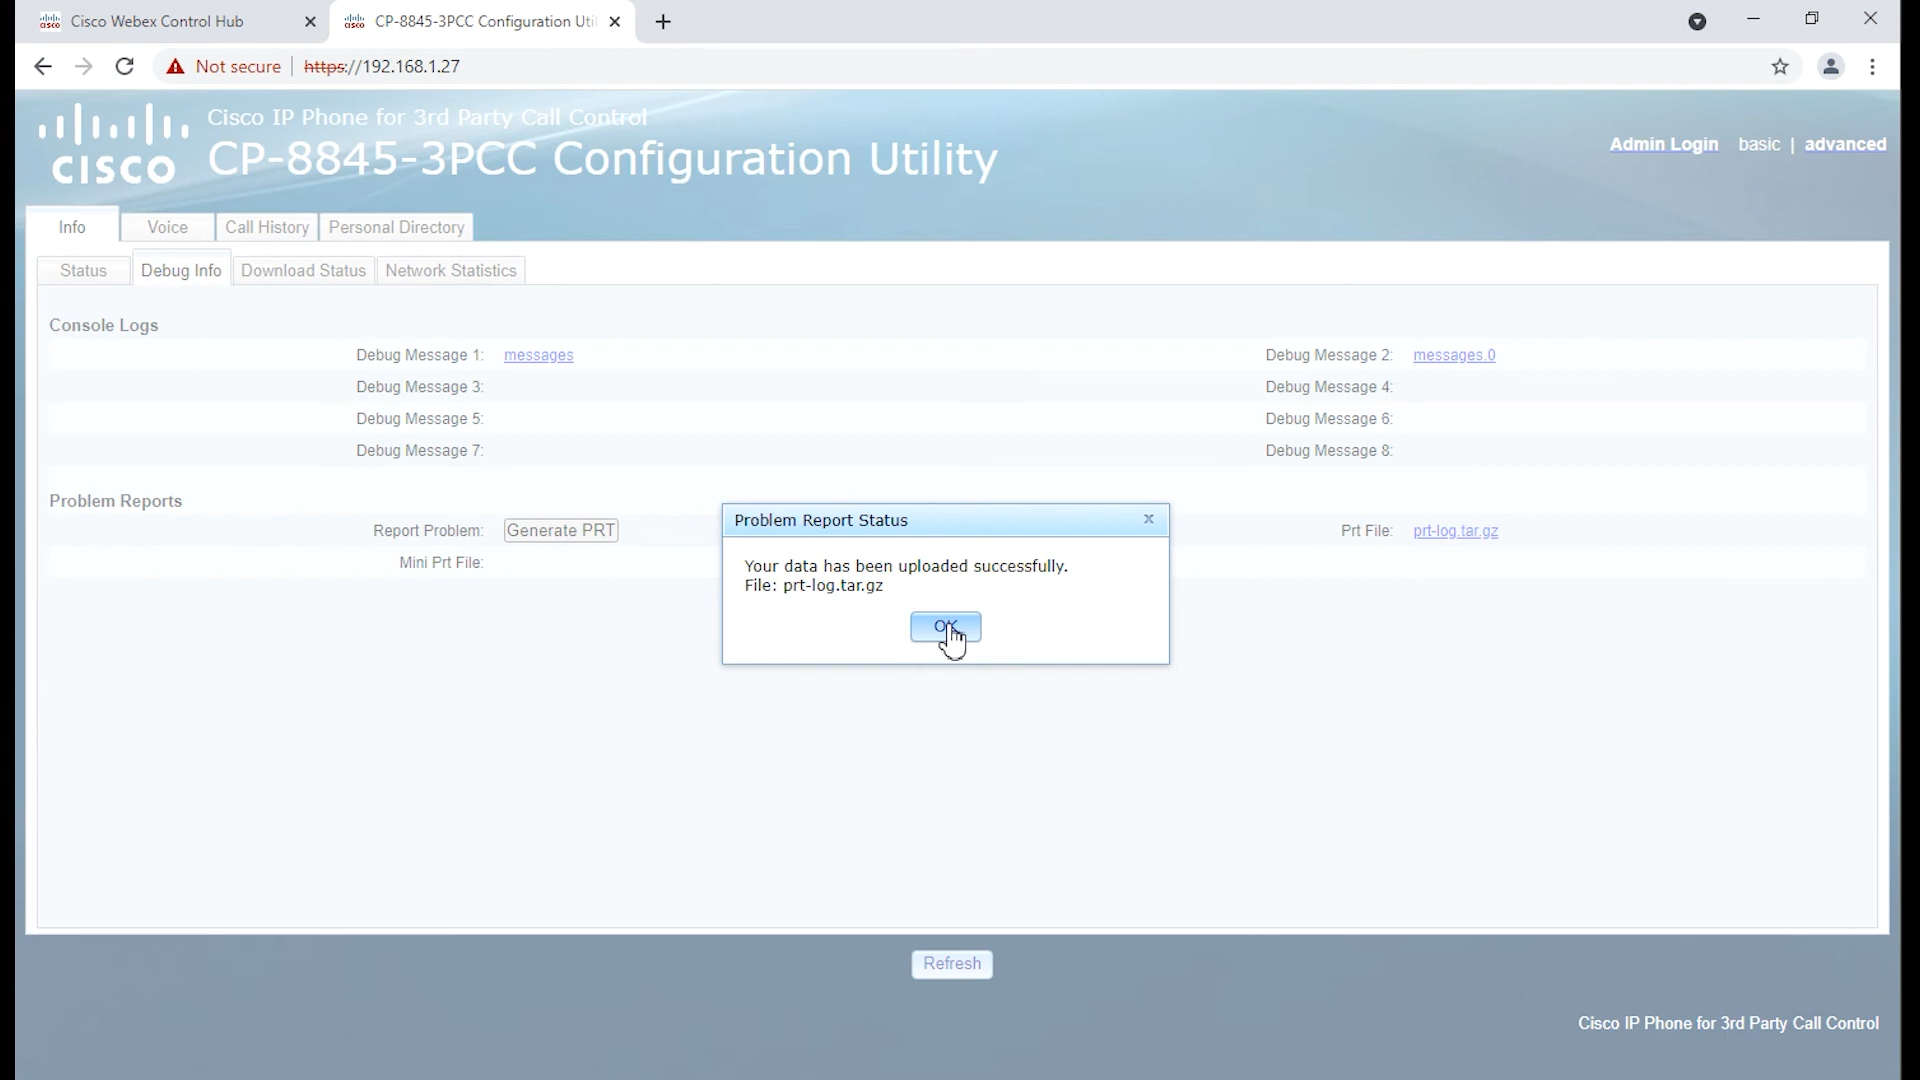 Cisco Webex Control Hub
CP-8845-3PCC Configuration Uti
Not secure https://192.168.1.27
Cisco IP Phone for 3rd Party Call Control
CISCO
CP-8845-3PCC Configuration Utility
Admin Login basic | advanced
Info Voice Call History Personal Directory
Status Debug Info Download Status Network Statistics
Console Logs
Debug Message 1: messages Debug Message 2: messages.0
Debug Message 3: Debug Message 4:
Debug Message 5: Debug Message 6:
Debug Message 7: Debug Message 8:
Problem Reports
Report Problem: Generate PRT Prt File: prt-log.tar.gz
Mini Prt File:
Problem Report Status x
Your data has been uploaded successfully.
File: prt-log.tar.gz
OK
Refresh
Cisco IP Phone for 3rd Party Call Control